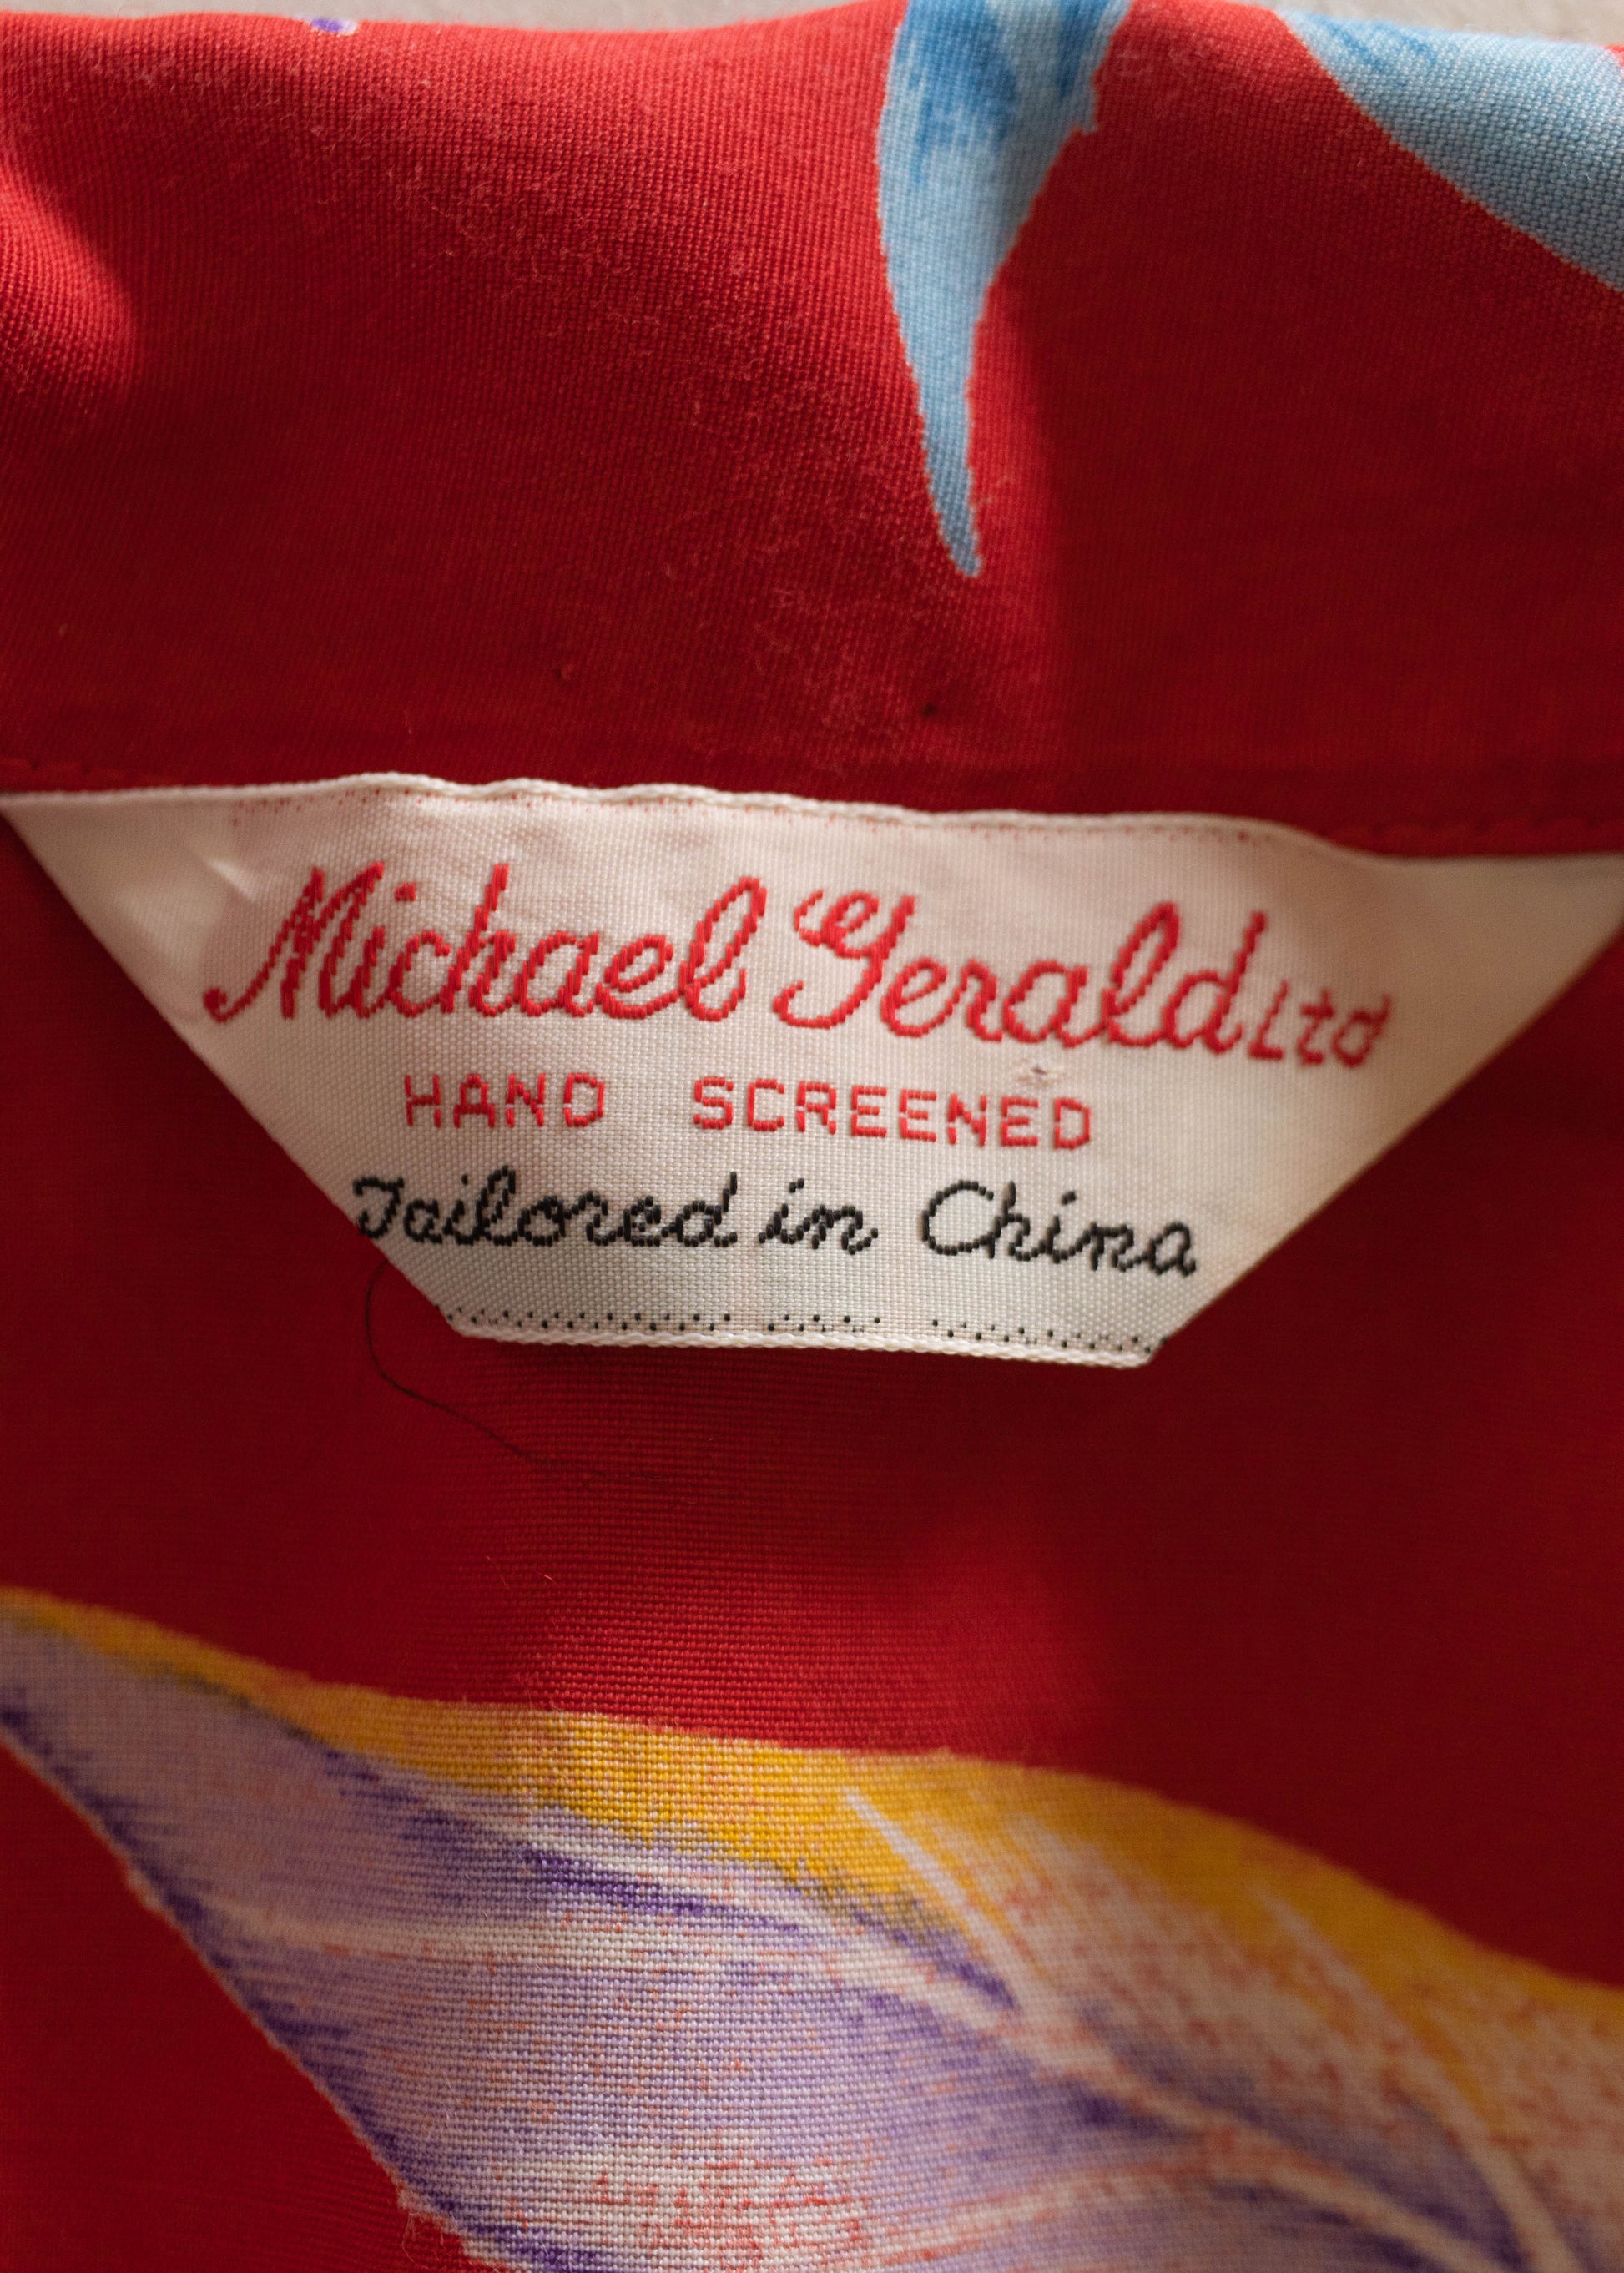 Michael Gerald Ltd
HAND SCREENED
Tailored in China